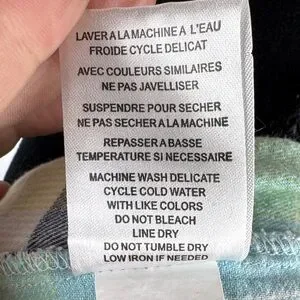 LAVER A LA MACHINE A L'EAU
FROIDE CYCLE DELICAT
AVEC COULEURS SIMILAIRES
NE PAS JAVELLISER
SUSPENDRE POUR SECHER
NE PAS SECHER A LA MACHINE
REPASSER A BASSE
TEMPERATURE SI NECESSAIRE
MACHINE WASH DELICATE
CYCLE COLD WATER
WITH LIKE COLORS
DO NOT BLEACH
LINE DRY
DO NOT TUMBLE DRY
LOW IRON IF NEEDED